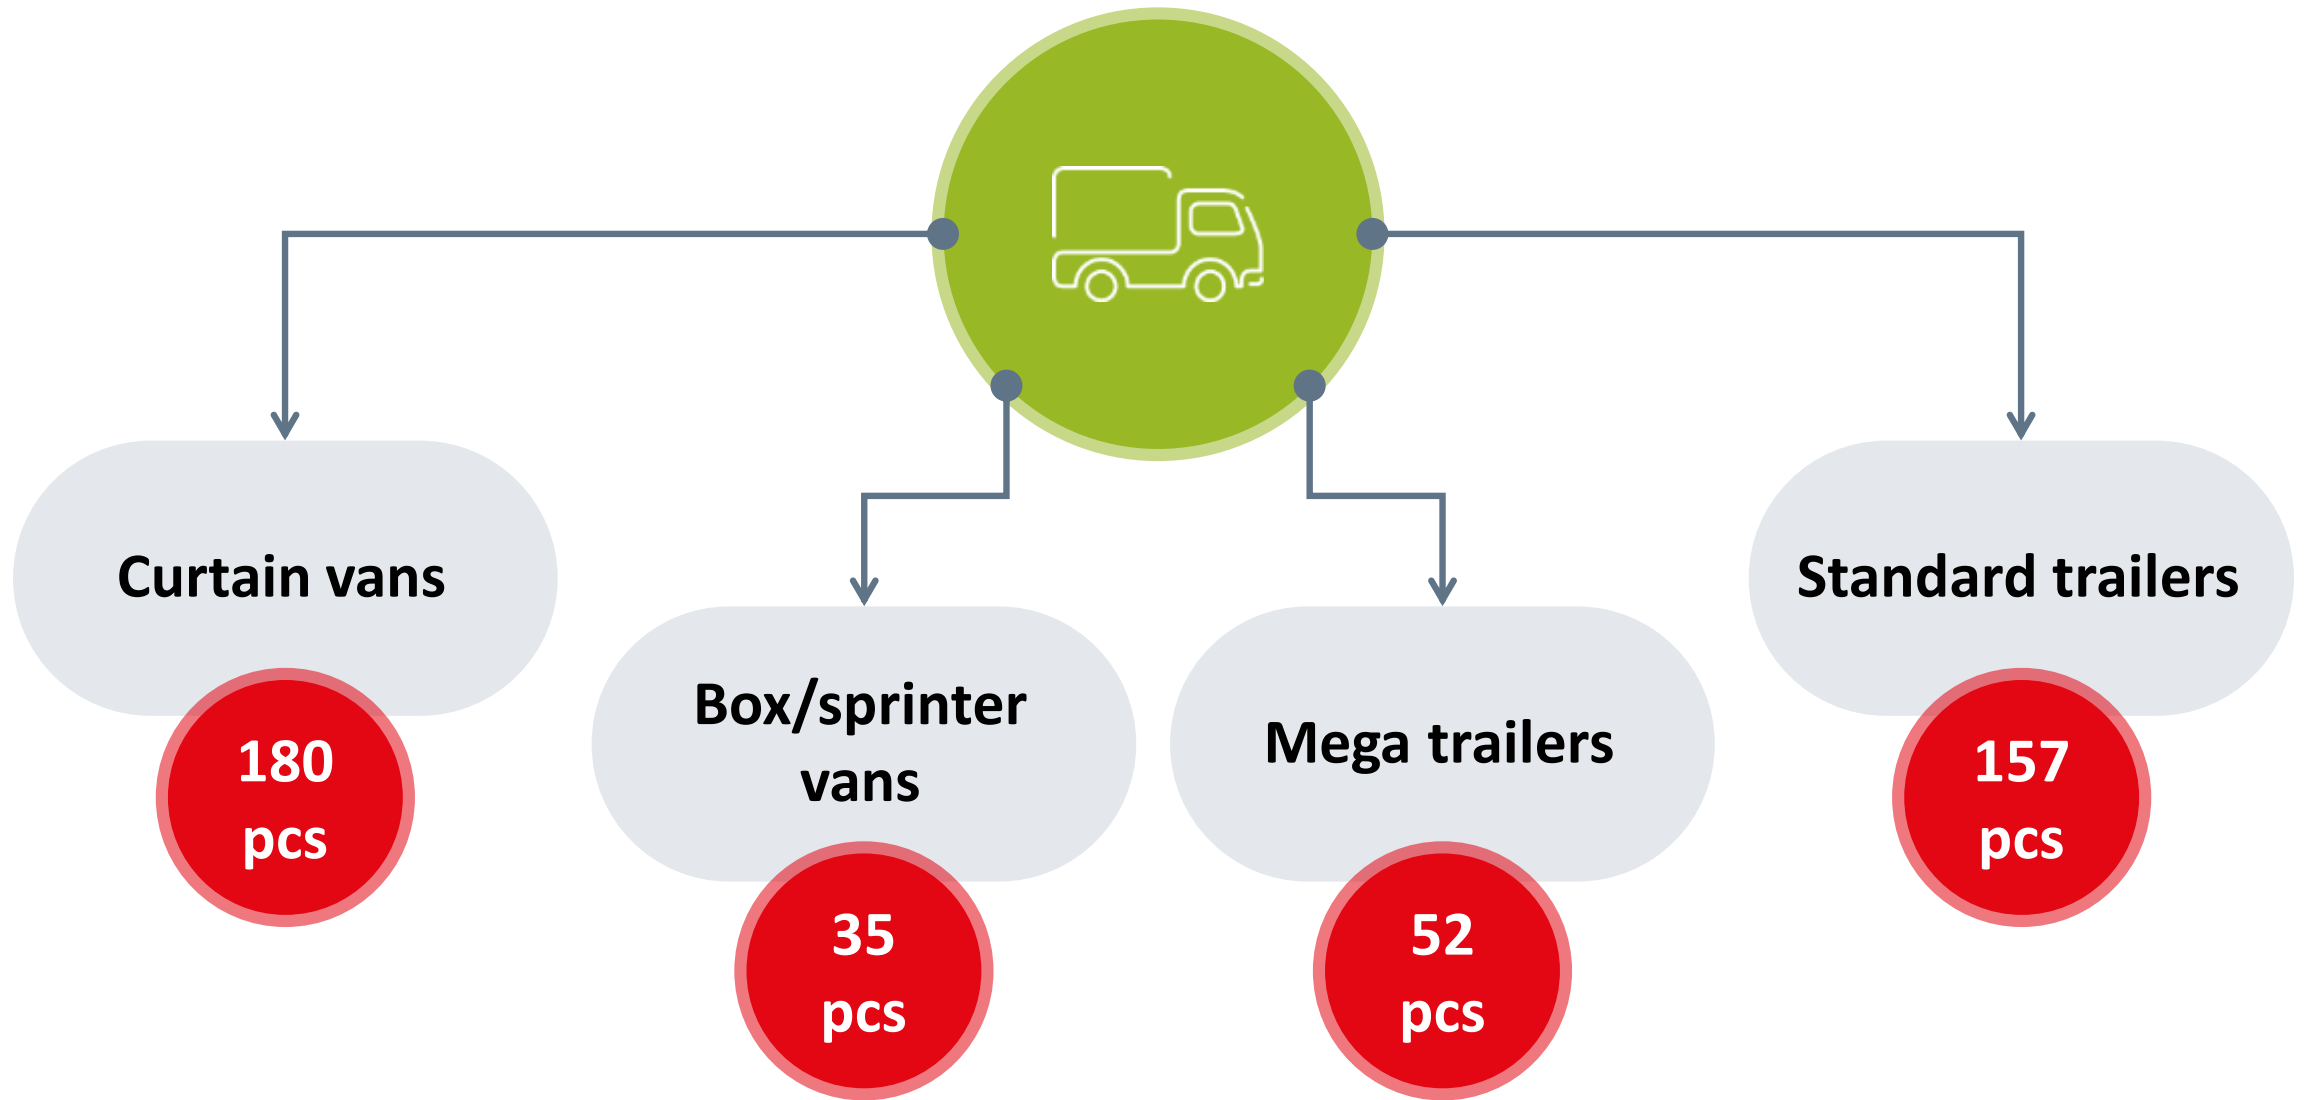 Curtain vans
180
pcs
Box/sprinter
vans
35
pcs
Mega trailers
52
pcs
Standard trailers
157
pcs